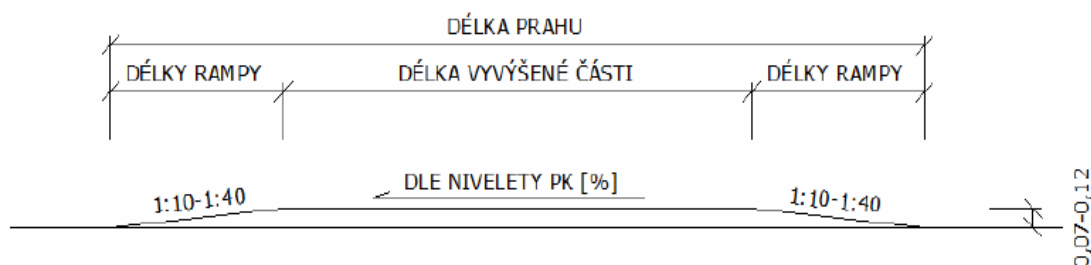 DÉLKA PRAHU
DÉLKY RAMPY
DÉLKA VYVÝŠENÉ ČÁSTI
DÉLKY RAMPY
1:10-1:40
DLE NIVELETY PK [%]
1:10-1:40
0,07-0,12